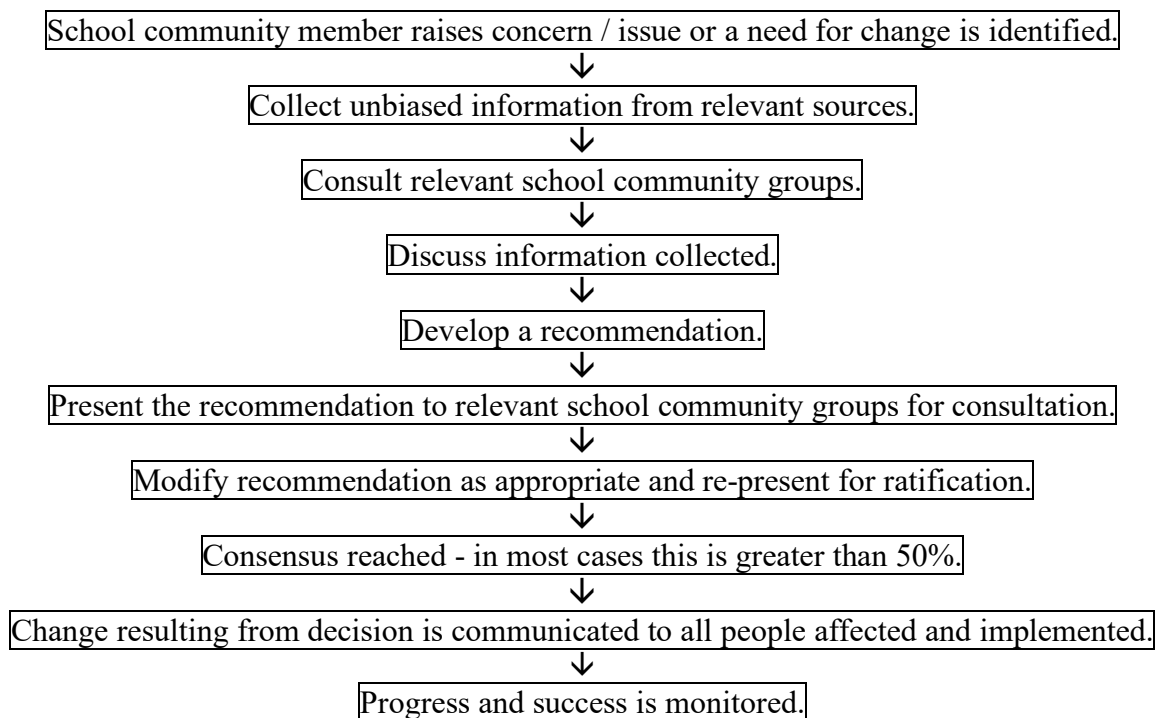 School community member raises concern / issue or a need for change is identified.
Collect unbiased information from relevant sources.
Consult relevant school community groups.
Discuss information collected.
Develop a recommendation.
Present the recommendation to relevant school community groups for consultation.
Modify recommendation as appropriate and re-present for ratification.
Consensus reached - in most cases this is greater than 50%.
Change resulting from decision is communicated to all people affected and implemented.
Progress and success is monitored.